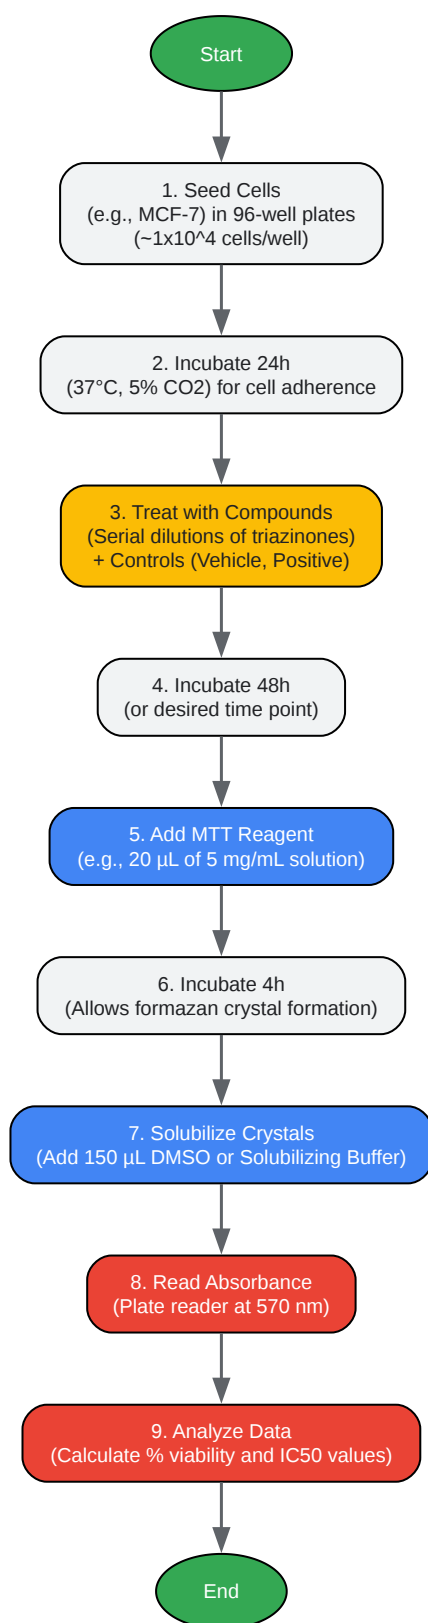 Start
1. Seed Cells
(e.g., MCF-7) in 96-well plates
(~1x10^4 cells/well)
2. Incubate 24h
(37°C, 5% CO2) for cell adherence
3. Treat with Compounds
(Serial dilutions of triazinones)
+ Controls (Vehicle, Positive)
4. Incubate 48h
(or desired time point)
5. Add MTT Reagent
(e.g., 20 µL of 5 mg/mL solution)
6. Incubate 4h
(Allows formazan crystal formation)
7. Solubilize Crystals
(Add 150 µL DMSO or Solubilizing Buffer)
8. Read Absorbance
(Plate reader at 570 nm)
9. Analyze Data
(Calculate % viability and IC50 values)
End